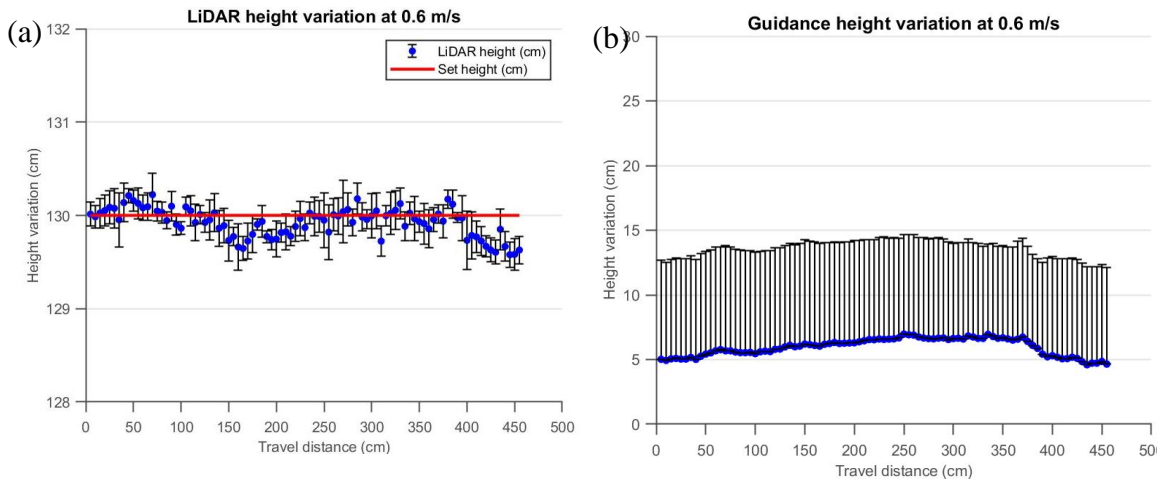 (a)
LiDAR height variation at 0.6 m/s
132
131
130
129
128
Height variation (cm)
LiDAR height (cm)
Set height (cm)
0 50 100 150 200 250 300 350 400 450 500
Travel distance (cm)
(b)
Guidance height variation at 0.6 m/s
30
25
20
15
10
5
0
Height variation (cm)
0 50 100 150 200 250 300 350 400 450 500
Travel distance (cm)